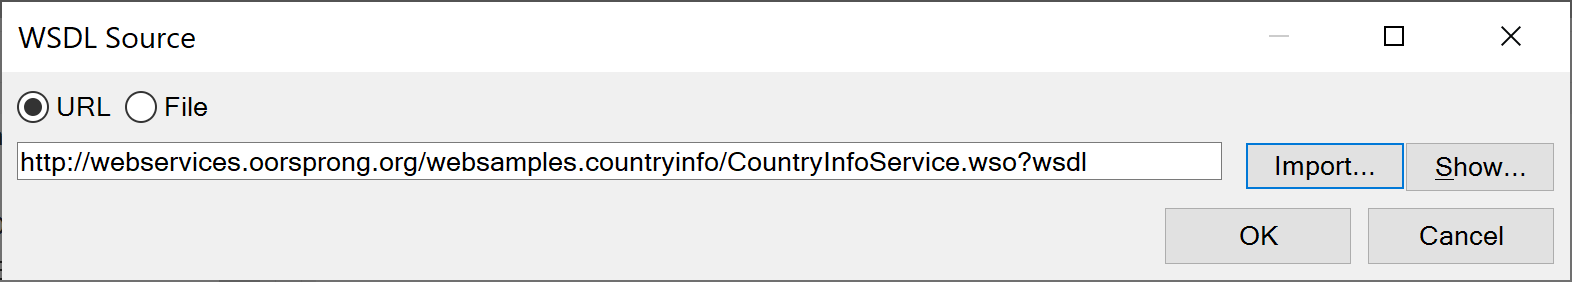 WSDL Source
URL File
http://webservices.oorsprong.org/websamples.countryinfo/CountryInfoService.wso?wsdl Import... Show...
OK Cancel